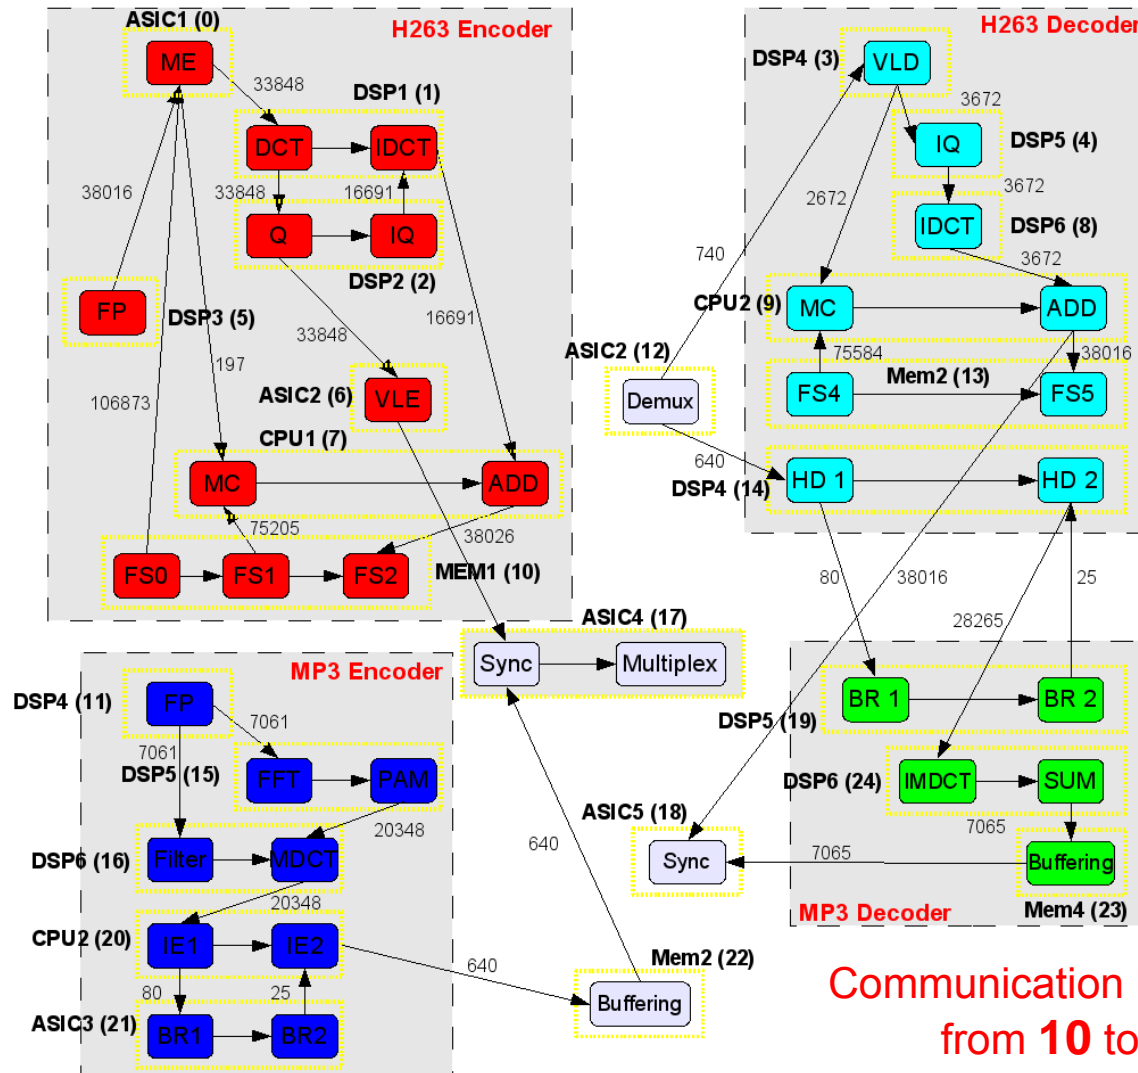 ASIC1 (0)
H263 Encoder
ME
33848
DSP1 (1)
DCT
IDCT
38016
33848
16691
Q
IQ
DSP2 (2)
FP
DSP3 (5)
33848
16691
197
106873
ASIC2 (6)
VLE
CPU1 (7)
MC
ADD
75205
38026
FS0
FS1
FS2
MEM1 (10)
H263 Decoder
DSP4 (3)
VLD
3672
IQ
DSP5 (4)
2672
3672
IDCT
DSP6 (8)
740
3672
CPU2 (9)
MC
ADD
75584
38016
Mem2 (13)
FS4
FS5
ASIC2 (12)
Demux
640
DSP4 (14)
HD 1
HD 2
80
38016
25
28265
ASIC4 (17)
Sync
Multiplex
MP3 Encoder
DSP4 (11)
FP
7061
7061
DSP5 (15)
FFT
PAM
20348
DSP6 (16)
Filter
MDCT
20348
CPU2 (20)
IE1
IE2
80
25
ASIC3 (21)
BR1
BR2
640
640
Mem2 (22)
Buffering
BR 1
BR 2
DSP5 (19)
DSP6 (24)
IMDCT
SUM
7065
ASIC5 (18)
Sync
7065
Buffering
MP3 Decoder
Mem4 (23)
Communication
from 10 to